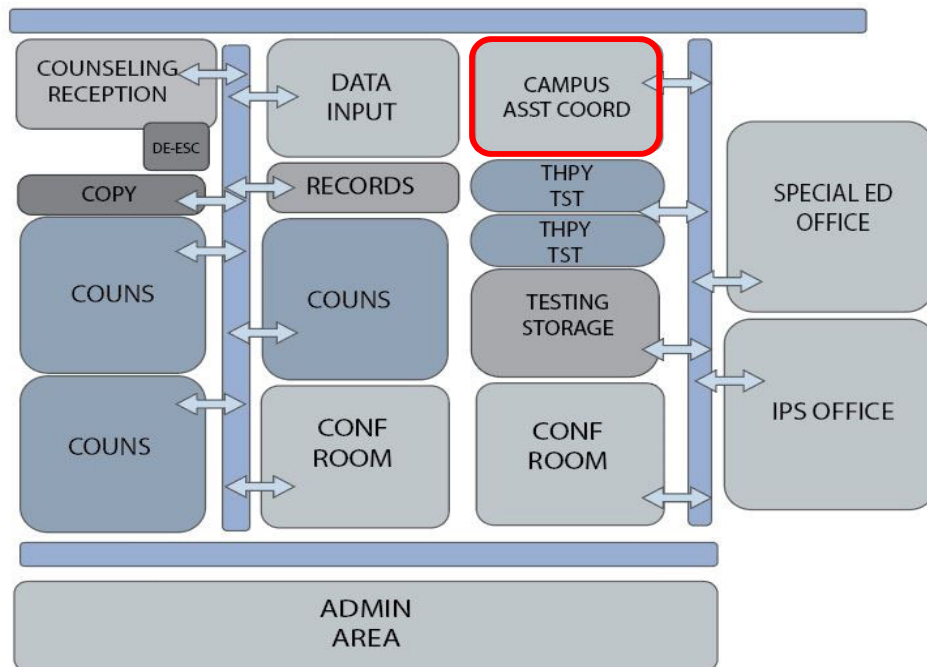 COUNSELING
RECEPTION
DE-ESC
COPY
COUNS
COUNS
DATA
INPUT
RECORDS
COUNS
CONF
ROOM
CAMPUS
ASST COORD
THPY
TST
THPY
TST
TESTING
STORAGE
CONF
ROOM
SPECIAL ED
OFFICE
IPS OFFICE
ADMIN
AREA